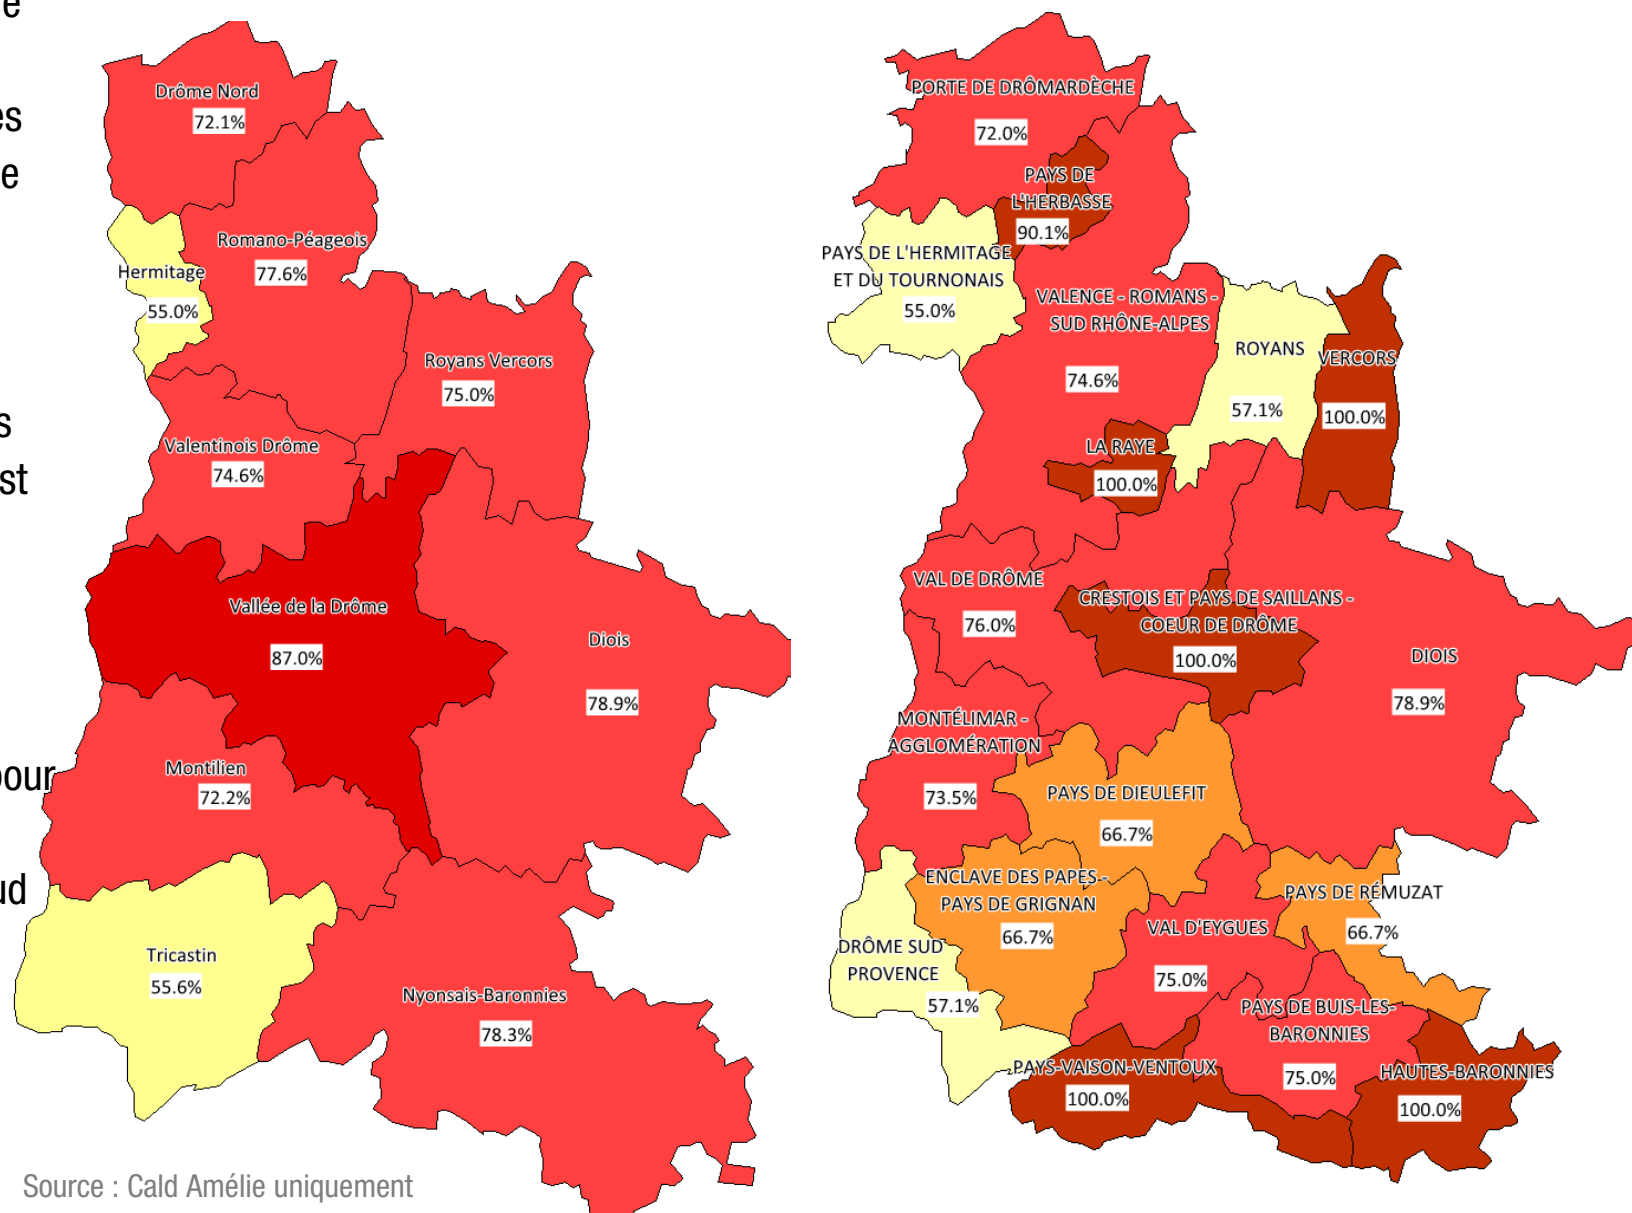 e
es
e
s
st
pour
ud
Drôme Nord
72.1%
Romano-Péageois
77.6%
Hermitage
55.0%
Royans Vercors
75.0%
Valentinois Drôme
74.6%
Vallée de la Drôme
87.0%
Diois
78.9%
Montilien
72.2%
Tricastin
55.6%
Nyonsais-Baronnies
78.3%
Source : Cald Amélie uniquement
PORTE DE DRÔMARDÈCHE
72.0%
PAYS DE
L'HERBASSE
90.1%
PAYS DE L'HERMITAGE
ET DU TOURNONAIS
55.0%
VALENCE - ROMANS -
SUD RHÔNE-ALPES
74.6%
ROYANS
57.1%
VERCORS
100.0%
LA RAYE
100.0%
VAL DE DRÔME
76.0%
CRESTOIS ET PAYS DE SAILLANS -
COEUR DE DRÔME
100.0%
DIOIS
78.9%
MONTÉLIMAR -
AGGLOMÉRATION
73.5%
PAYS DE DIEULEFIT
66.7%
ENCLAVE DES PAPES -
PAYS DE GRIGNAN
66.7%
PAYS DE RÉMUZAT
66.7%
VAL D'EYGUES
75.0%
DRÔME SUD
PROVENCE
57.1%
PAYS DE BUIS-LES-
BARONNIES
75.0%
PAYS-VAISON-VENTOUX
100.0%
HAUTES-BARONNIES
100.0%